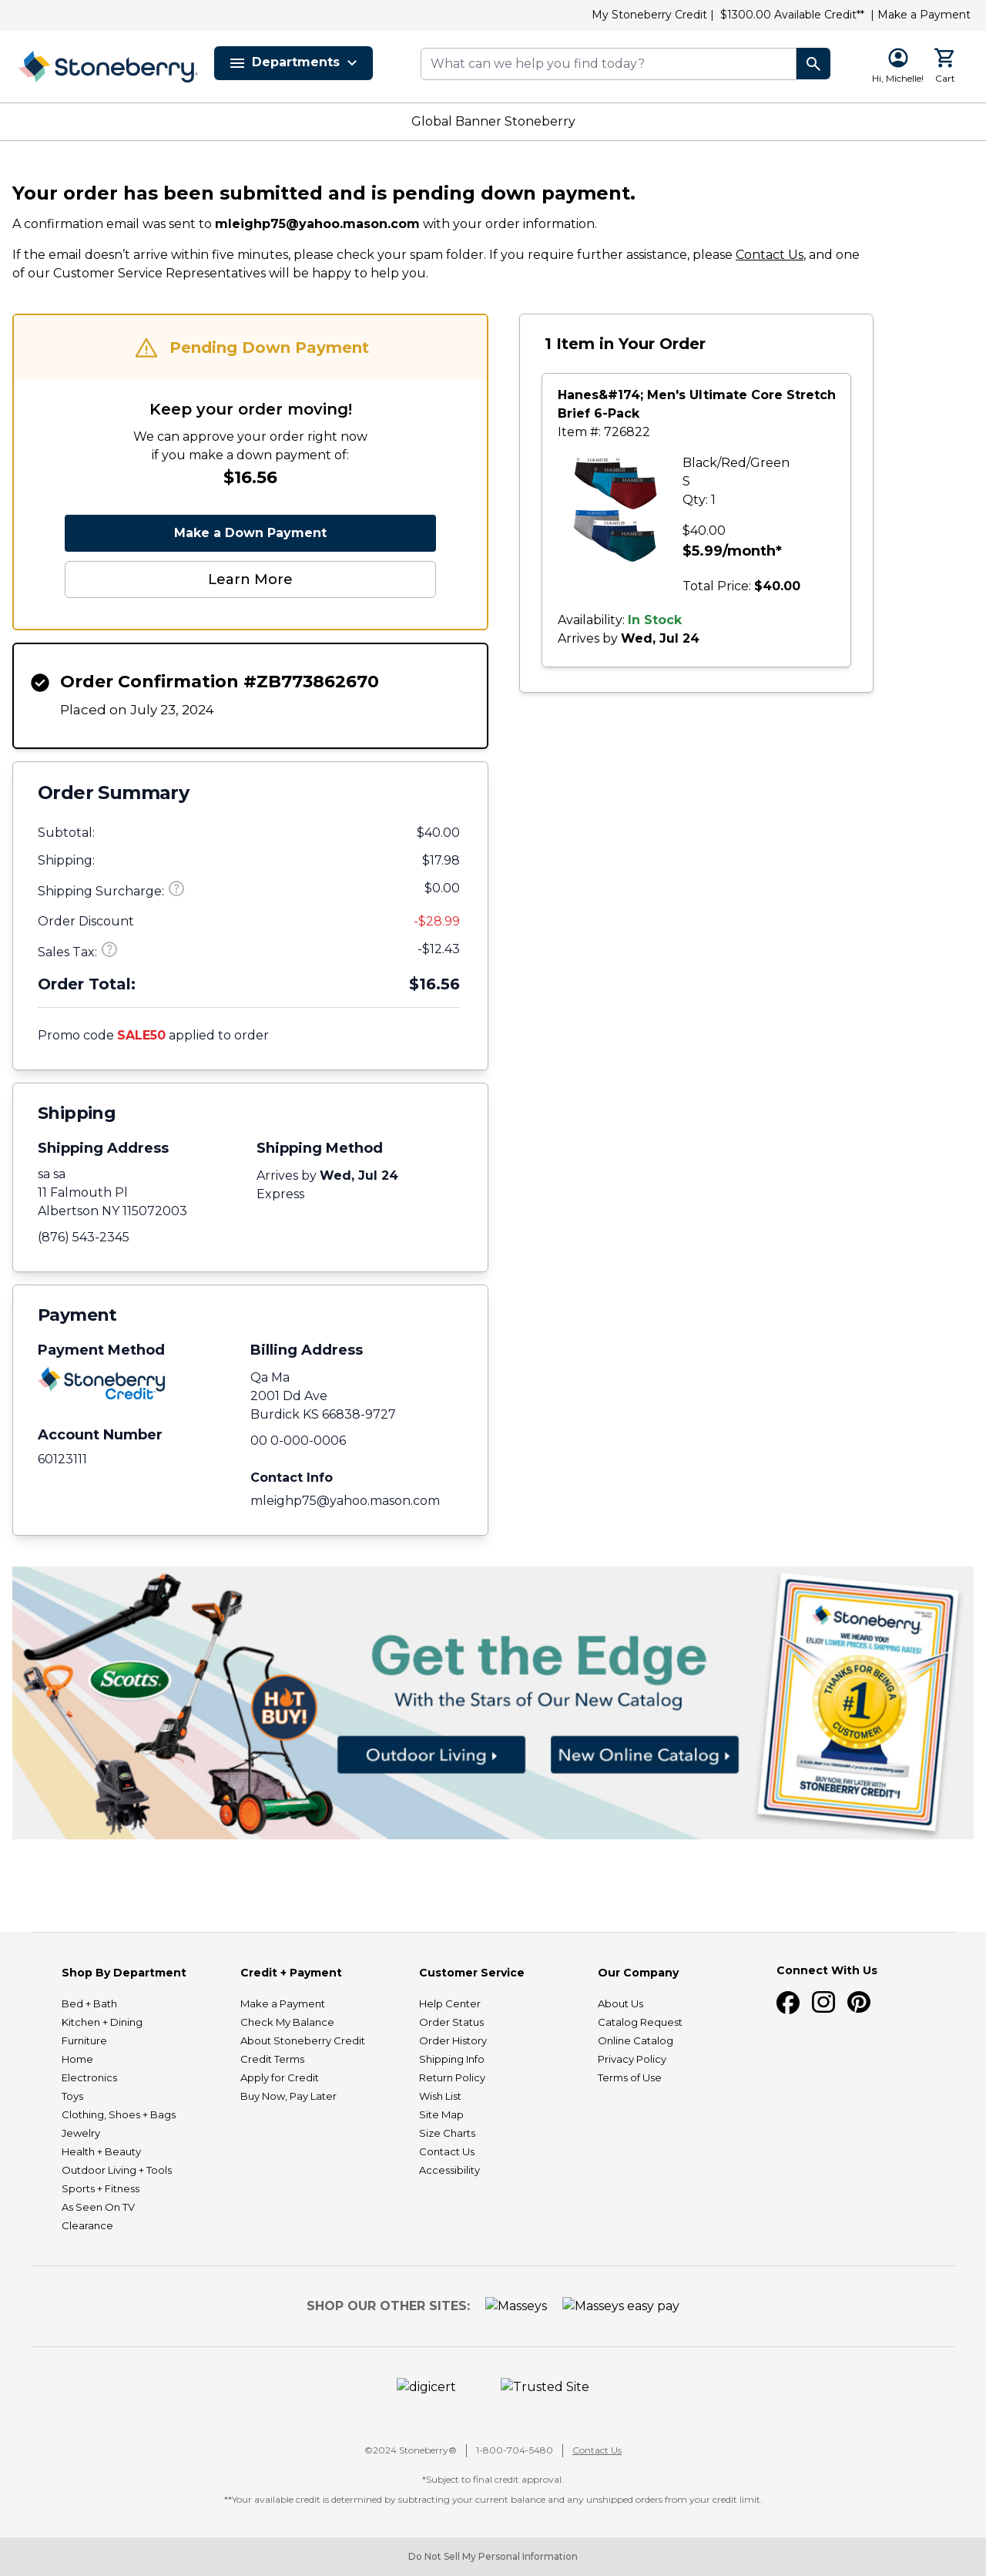 My Stoneberry Credit | $1300.00 Available Credit** | Make a Payment
Stoneberry.
Departments
What can we help you find today?
Hi, Michelle!
Cart
Global Banner Stoneberry
Your order has been submitted and is pending down payment.
A confirmation email was sent to mleighp75@yahoo.mason.com with your order information.
If the email doesn’t arrive within five minutes, please check your spam folder. If you require further assistance, please Contact Us, and one
of our Customer Service Representatives will be happy to help you.
Pending Down Payment
Keep your order moving!
We can approve your order right now
if you make a down payment of:
$16.56
Make a Down Payment
Learn More
Order Confirmation #ZB773862670
Placed on July 23, 2024
Order Summary
Subtotal: $40.00
Shipping: $17.98
Shipping Surcharge: $0.00
Order Discount -$28.99
Sales Tax: -$12.43
Order Total: $16.56
Promo code SALE50 applied to order
Shipping
Shipping Address
sa sa
11 Falmouth Pl
Albertson NY 115072003
(876) 543-2345
Shipping Method
Arrives by Wed, Jul 24
Express
Payment
Payment Method
Stoneberry
Credit
Account Number
60123111
Billing Address
Qa Ma
2001 Dd Ave
Burdick KS 66838-9727
00 0-000-0006
Contact Info
mleighp75@yahoo.mason.com
1 Item in Your Order
Hanes&#174; Men's Ultimate Core Stretch
Brief 6-Pack
Item #: 726822
Black/Red/Green
S
Qty: 1
$40.00
$5.99/month*
Total Price: $40.00
Availability: In Stock
Arrives by Wed, Jul 24
Scotts
HOT
BUY!
Get the Edge
With the Stars of Our New Catalog
Outdoor Living
New Online Catalog
Stoneberry.
WE HEARD YOU!
ENJOY LOWER PRICES & SHIPPING RATES!
THANKS FOR BEING A
#1
CUSTOMER!
BUY NOW, PAY LATER WITH
STONEBERRY CREDIT!
Shop By Department
Bed + Bath
Kitchen + Dining
Furniture
Home
Electronics
Toys
Clothing, Shoes + Bags
Jewelry
Health + Beauty
Outdoor Living + Tools
Sports + Fitness
As Seen On TV
Clearance
Credit + Payment
Make a Payment
Check My Balance
About Stoneberry Credit
Credit Terms
Apply for Credit
Buy Now, Pay Later
Customer Service
Help Center
Order Status
Order History
Shipping Info
Return Policy
Wish List
Site Map
Size Charts
Contact Us
Accessibility
Our Company
About Us
Catalog Request
Online Catalog
Privacy Policy
Terms of Use
Connect With Us
SHOP OUR OTHER SITES: Masseys Masseys easy pay
digicert Trusted Site
©2024 Stoneberry® 1-800-704-5480 Contact Us
*Subject to final credit approval.
**Your available credit is determined by subtracting your current balance and any unshipped orders from your credit limit.
Do Not Sell My Personal Information